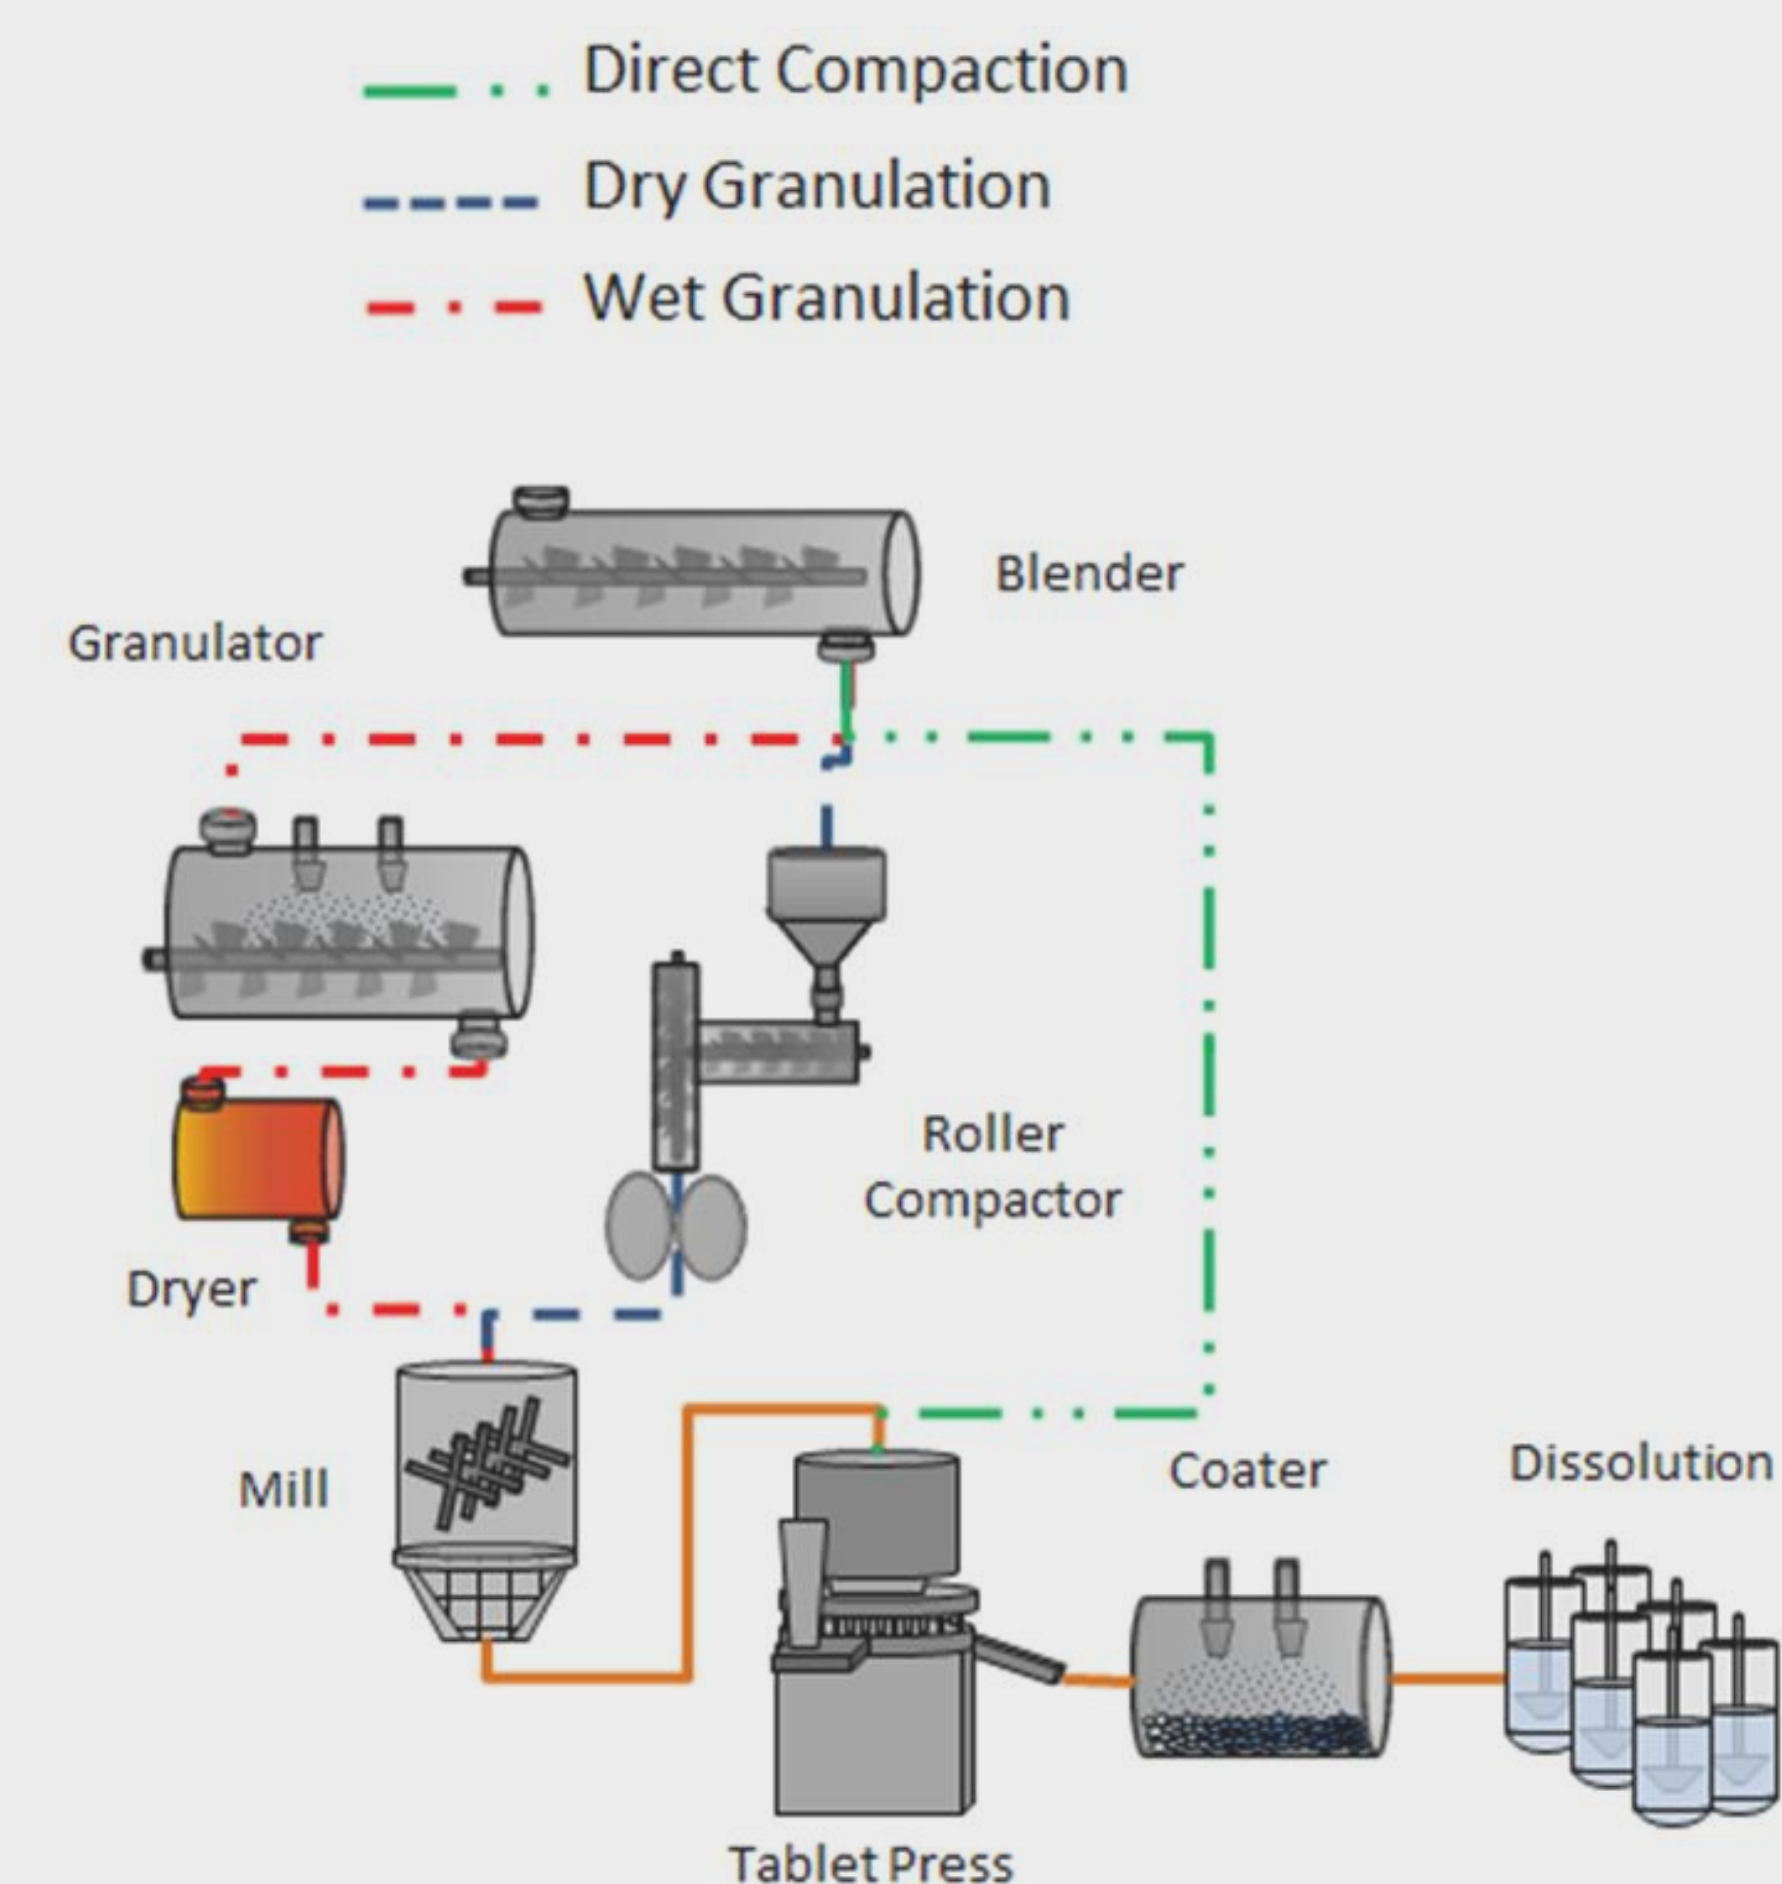 Direct Compaction
Dry Granulation
Wet Granulation
Blender
Granulator
Roller
Compactor
Dryer
Mill
Coater
Dissolution
Tablet Press